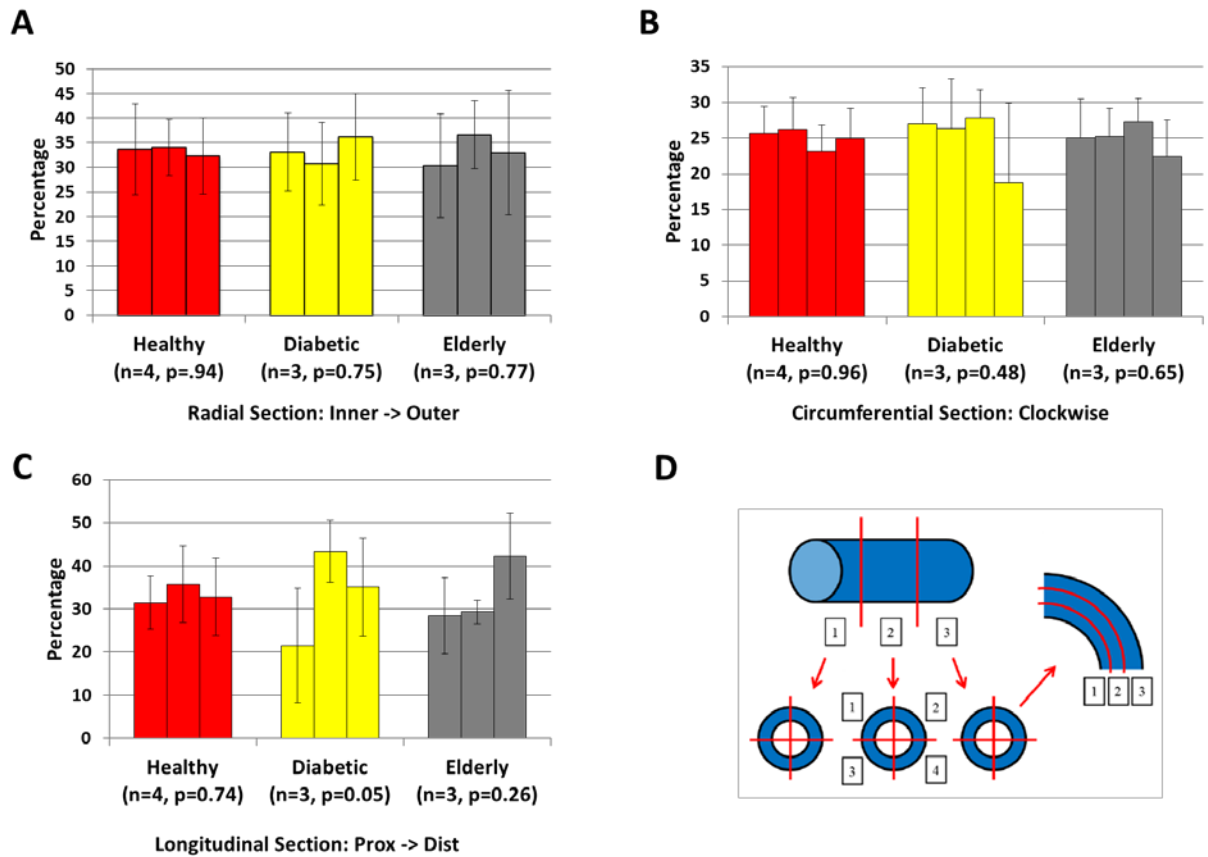 A
50
45
40
35
30
25
20
15
10
5
0
Percentage
Healthy
(n=4, p=.94)
Diabetic
(n=3, p=0.75)
Elderly
(n=3, p=0.77)
Radial Section: Inner -> Outer
B
35
30
25
20
15
10
5
0
Percentage
Healthy
(n=4, p=0.96)
Diabetic
(n=3, p=0.48)
Elderly
(n=3, p=0.65)
Circumferential Section: Clockwise
C
60
50
40
30
20
10
0
Percentage
Healthy
(n=4, p=0.74)
Diabetic
(n=3, p=0.05)
Elderly
(n=3, p=0.26)
Longitudinal Section: Prox -> Dist
D
1 2 3
1 2
3 4
1 2 3